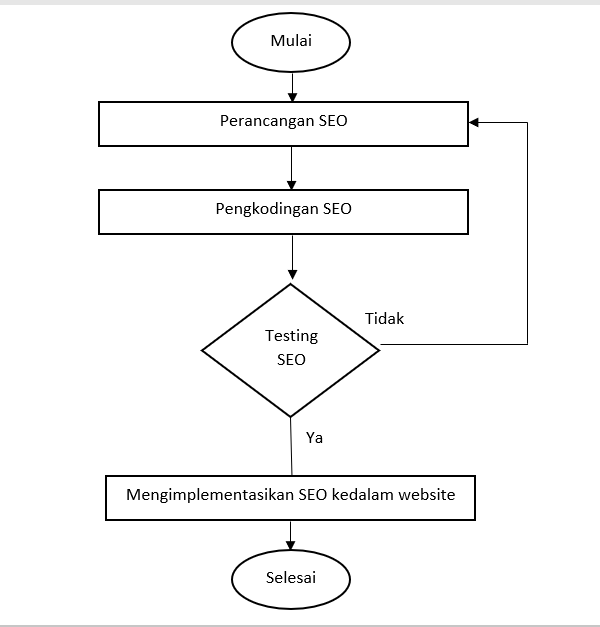 Mulai
Perancangan SEO
Pengkodingan SEO
Tidak
Testing
SEO
Ya
Mengimplementasikan SEO kedalam website
Selesai